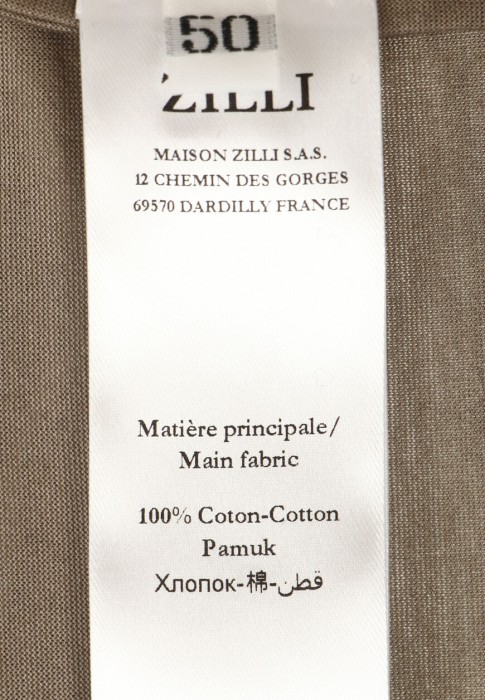 50
ZILLI
MAISON ZILLI S.A.S.
12 CHEMIN DES GORGES
69570 DARDILLY FRANCE
Matière principale/
Main fabric
100% Coton-Cotton
Pamuk
Хлопок-棉-قطن